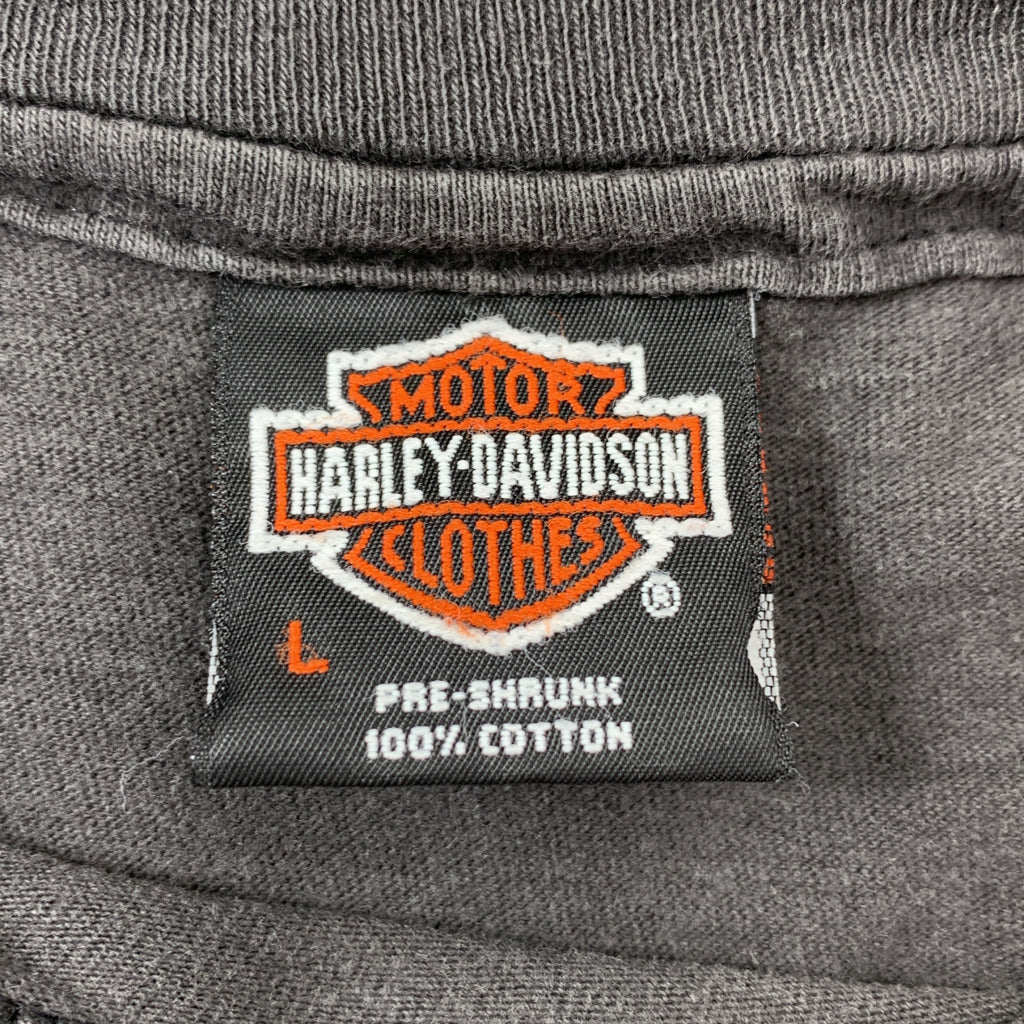 MOTOR
HARLEY-DAVIDSON
CLOTHES
®
L
PRE-SHRUNK
100% COTTON